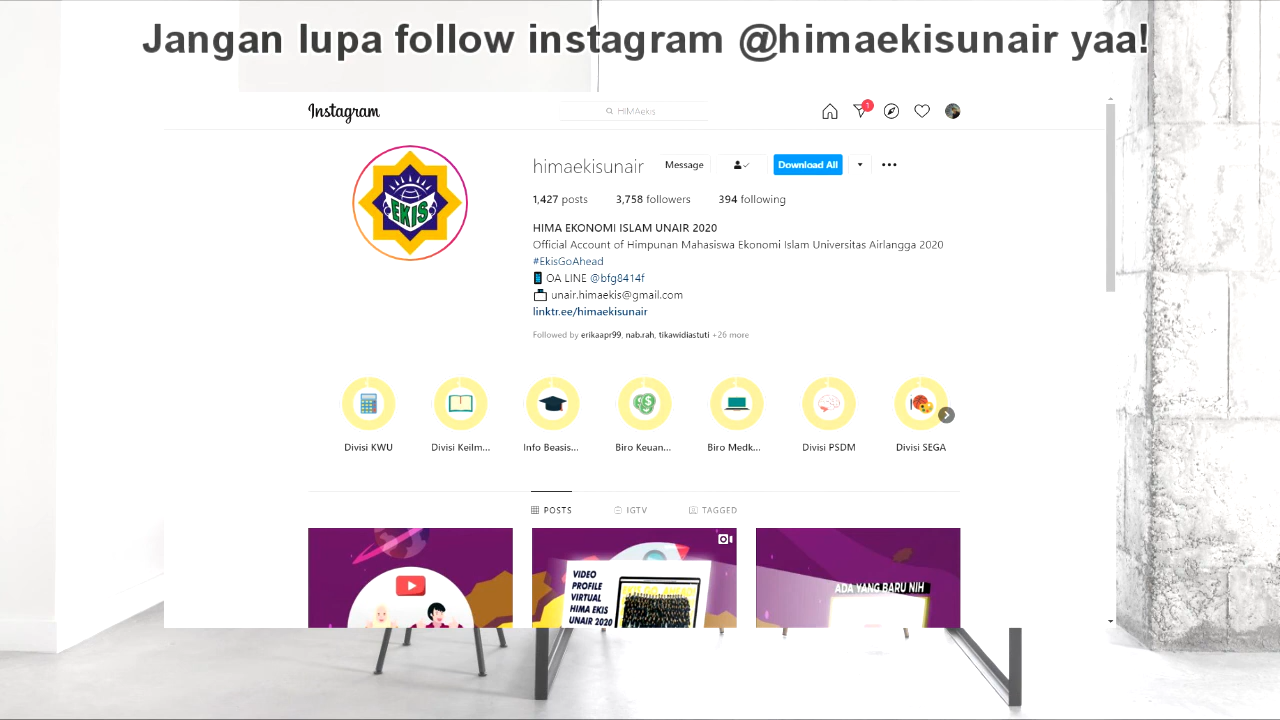 Jangan lupa follow instagram @himaekisunair yaa!
Instagram
HIMAekis
1
himaekisunair Message Download All
1,427 posts 3,758 followers 394 following
HIMA EKONOMI ISLAM UNAIR 2020
Official Account of Himpunan Mahasiswa Ekonomi Islam Universitas Airlangga 2020
#EkisGoAhead
OA LINE @bfg8414f
unair.himaekis@gmail.com
linktr.ee/himaekisunair
Followed by erikaapr99, nab.rah, tikawidiastuti +26 more
EKIS
Divisi KWU Divisi Keilm... Info Beasis... Biro Keuan... Biro Medk... Divisi PSDM Divisi SEGA
POSTS IGTV TAGGED
VIDEO
PROFILE
VIRTUAL
HIMA EKIS
UNAIR 2020
ADA YANG BARU NIH